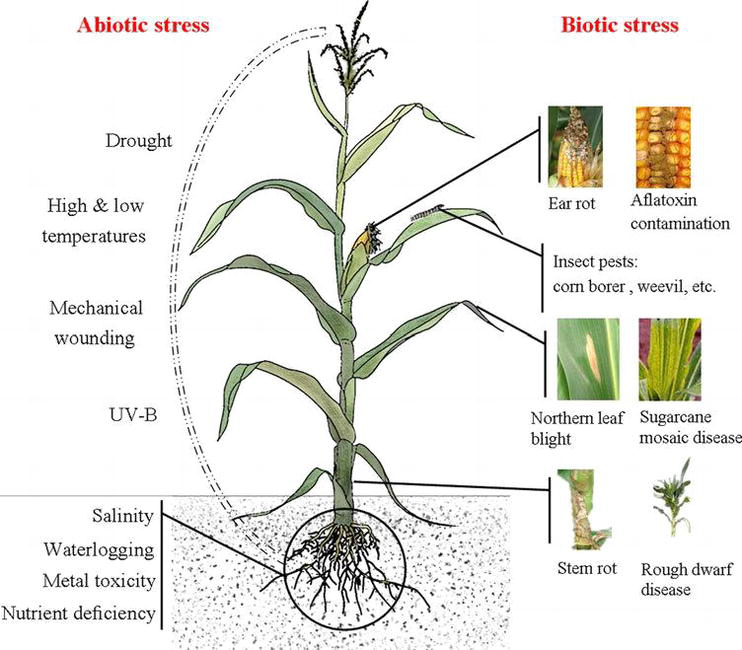 Abiotic stress
Biotic stress
Drought
High & low
temperatures
Mechanical
wounding
UV-B
Salinity
Waterlogging
Metal toxicity
Nutrient deficiency
Ear rot
Aflatoxin
contamination
Insect pests:
corn borer , weevil, etc.
Northern leaf
blight
Sugarcane
mosaic disease
Stem rot
Rough dwarf
disease